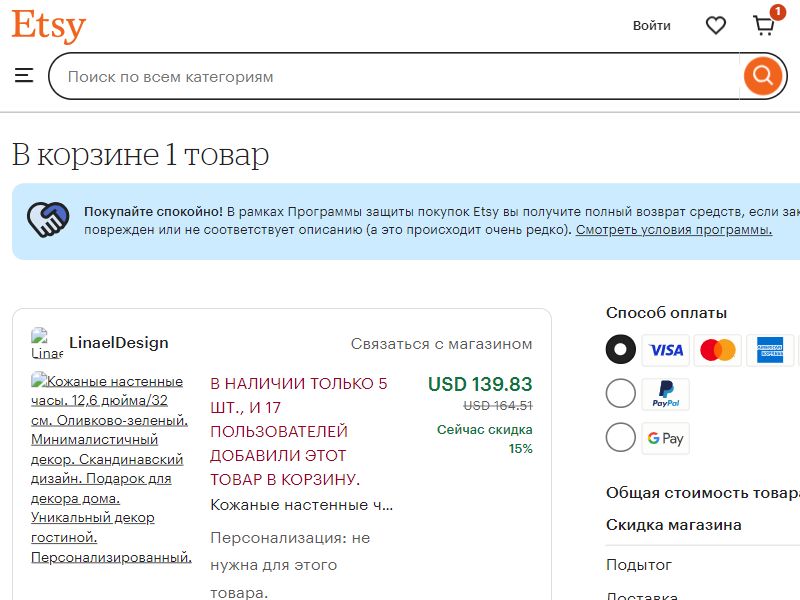 Etsy
Войти
1
Поиск по всем категориям
В корзине 1 товар
Покупайте спокойно! В рамках Программы защиты покупок Etsy вы получите полный возврат средств, если
поврежден или не соответствует описанию (а это происходит очень редко). Смотреть условия программы.
LinaelDesign
Связаться с магазином
Кожаные настенные
часы. 12,6 дюйма/32
см. Оливково-зеленый.
Минималистичный
декор. Скандинавский
дизайн. Подарок для
декора дома.
Уникальный декор
гостиной.
Персонализированный.
В НАЛИЧИИ ТОЛЬКО 5
ШТ., И 17
ПОЛЬЗОВАТЕЛЕЙ
ДОБАВИЛИ ЭТОТ
ТОВАР В КОРЗИНУ.
Кожаные настенные ч...
Персонализация: не
нужна для этого
товара.
USD 139.83
USD 164.51
Сейчас скидка
15%
Способ оплаты
VISA
AMERICAN EXPRESS
PayPal
G Pay
Общая стоимость
Скидка магазина
Подытог
Доставка